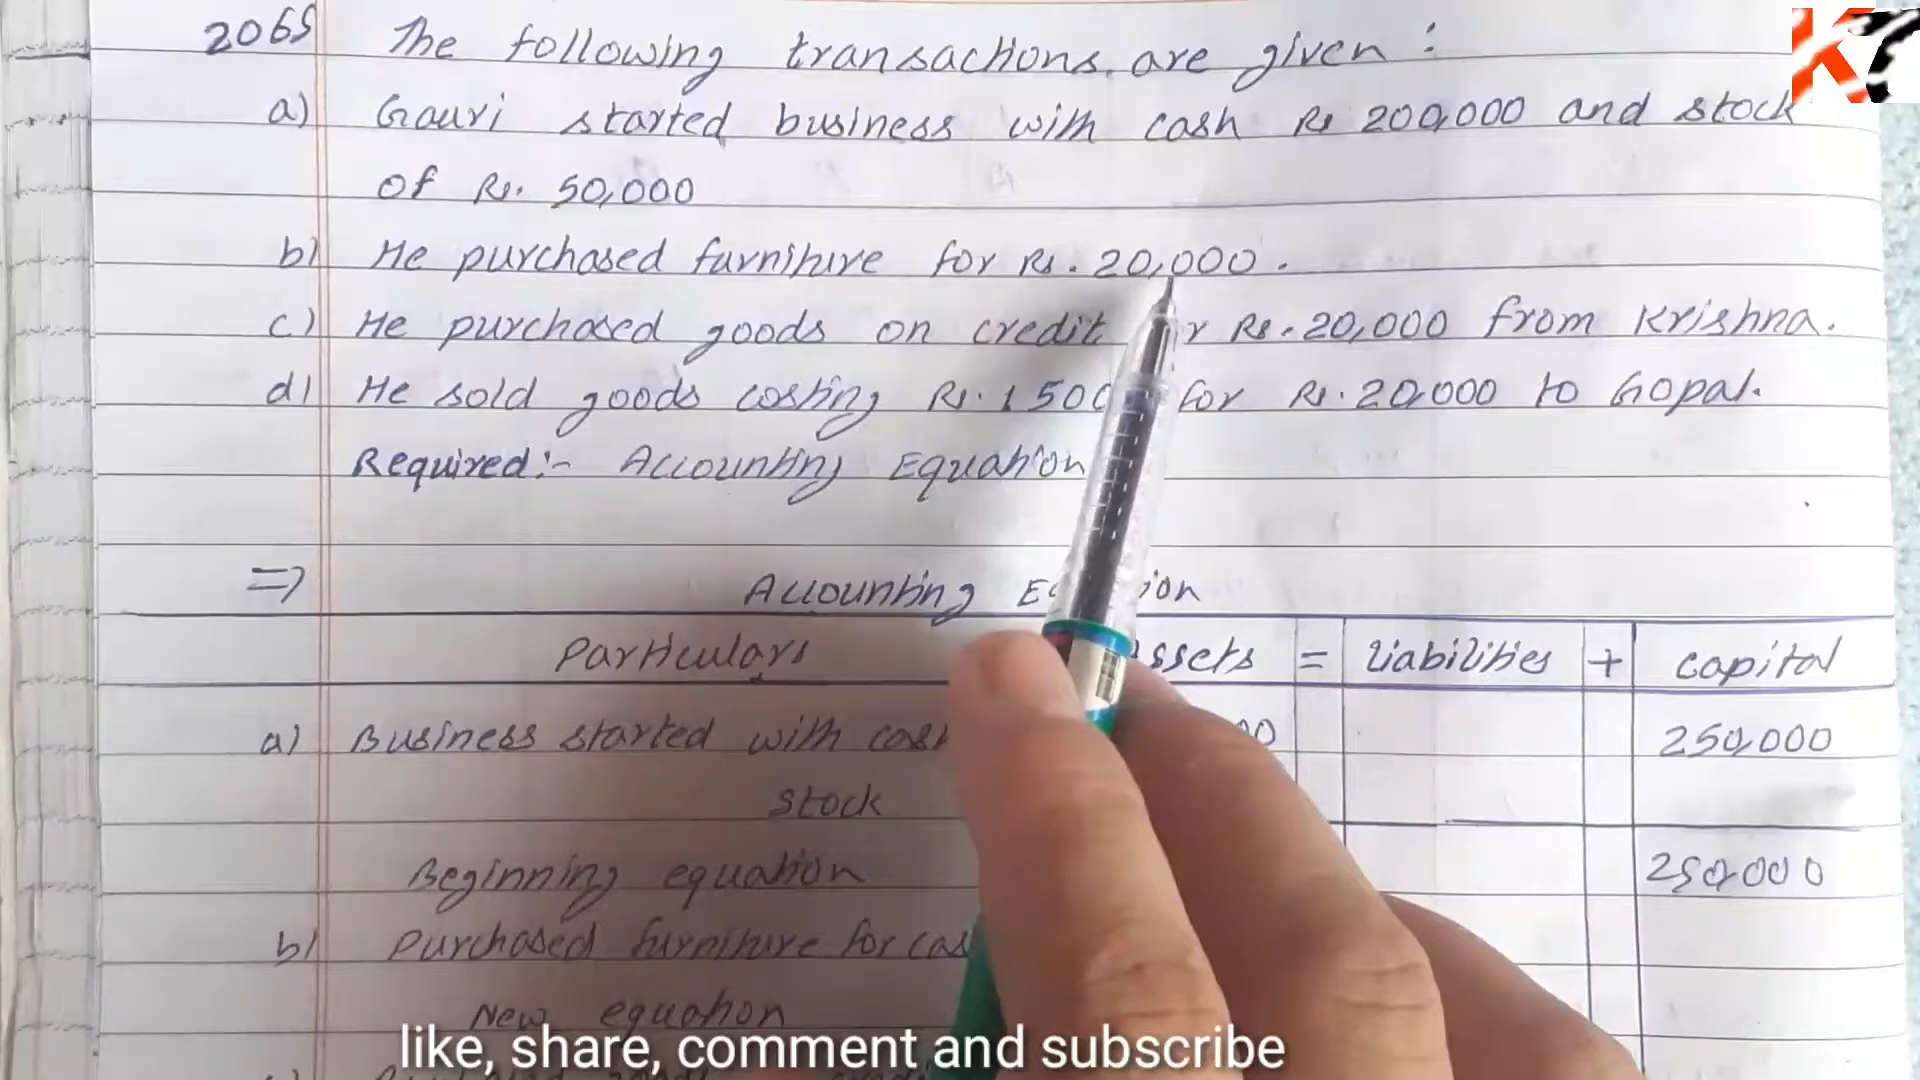 2065 The following transactions are given :
a) Gauri started business with cash Rs 200,000 and stock
of Rs. 50,000
b) He purchased furniture for Rs. 20,000.
c) He purchased goods on credit Rs. 20,000 from Krishna.
d) He sold goods costing Rs. for Rs. 20,000 to Gopal.
Required:- Accounting Equation
=> Accounting
Particulars = Liabilities + Capital
a) Business started with 250,000
stock
Beginning equation 250,000
b) Purchased furniture for
New equation
like, share, comment and subscribe